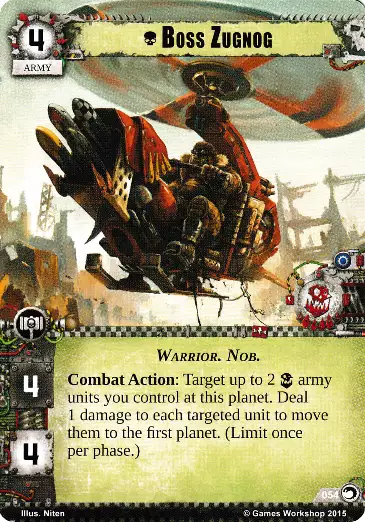 4
ARMY
Boss Zugnog
Warrior. Nob.
4
4
Combat Action: Target up to 2 army
units you control at this planet. Deal
1 damage to each targeted unit to move
them to the first planet. (Limit once
per phase.)
054
Illus. Niten
© Games Workshop 2015